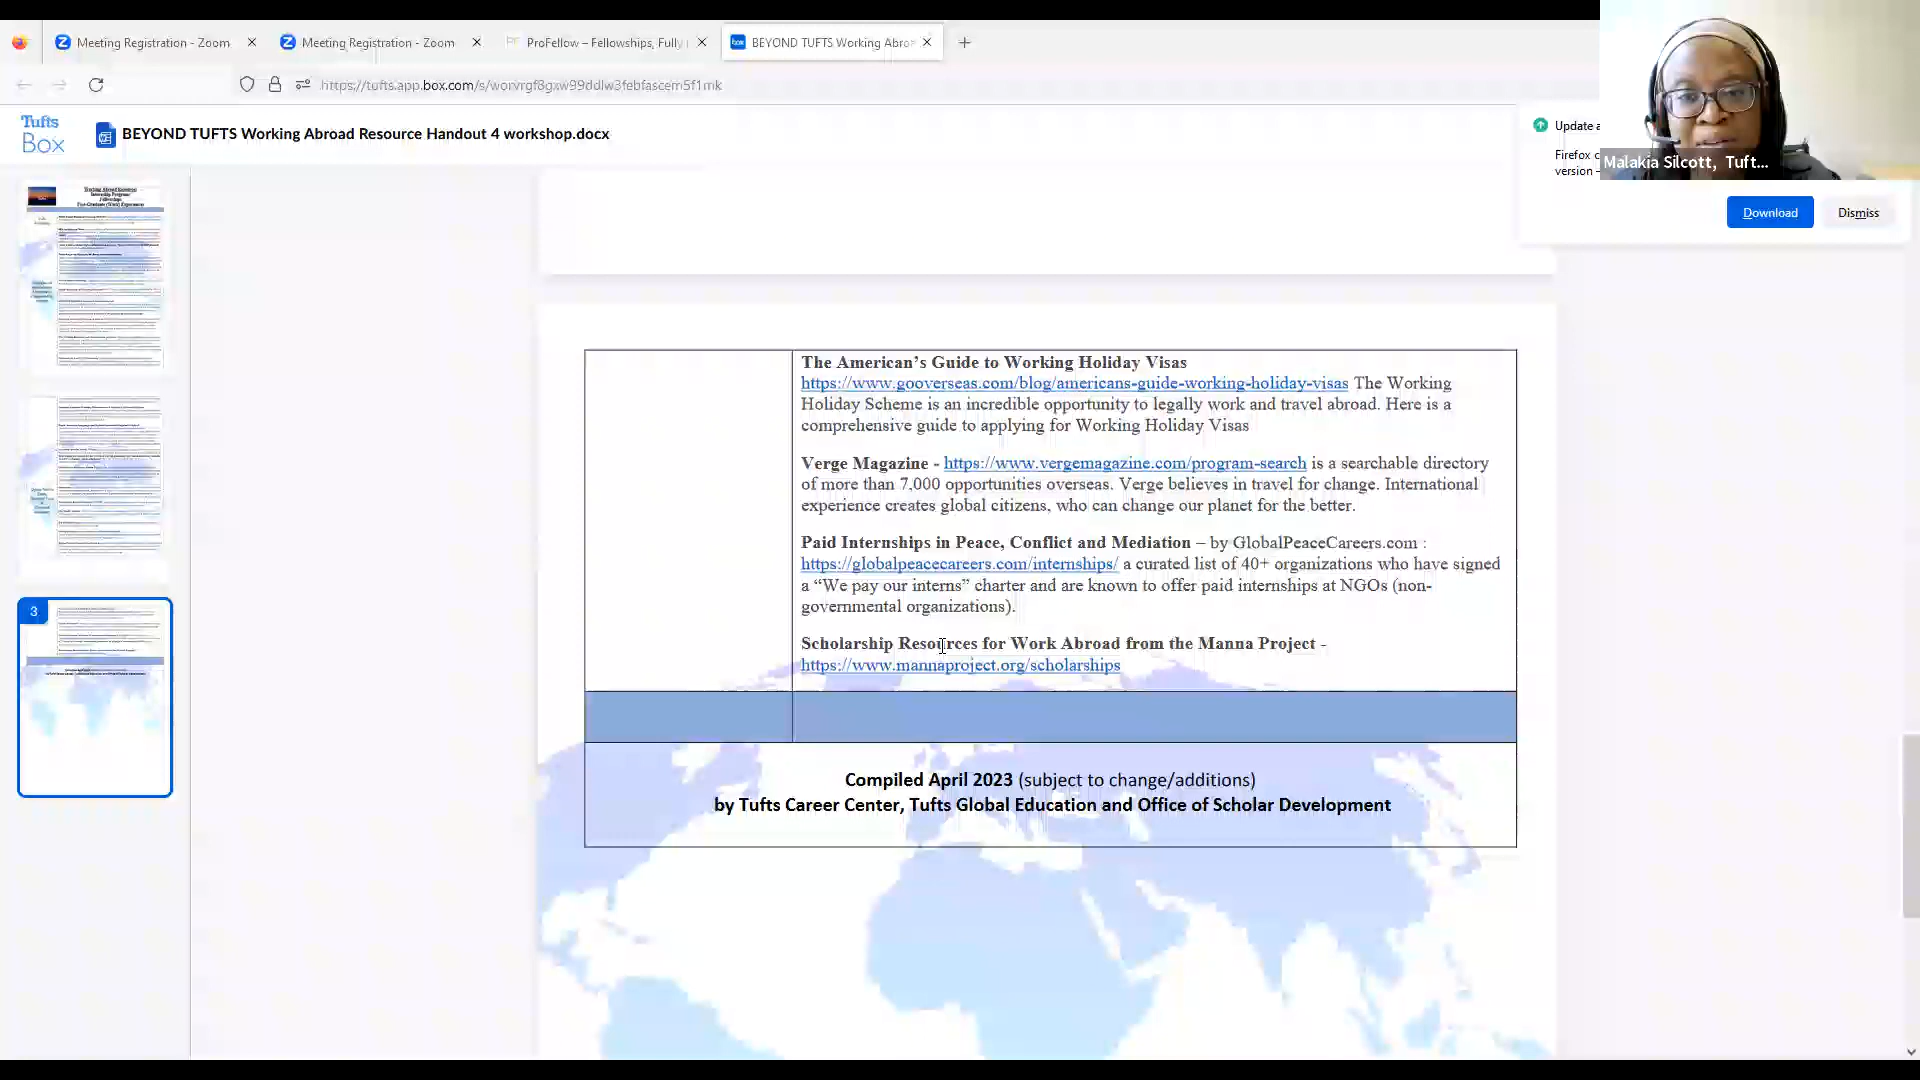 Meeting Registration - Zoom
Meeting Registration - Zoom
ProFellow – Fellowships, Fully
BEYOND TUFTS Working Abro
https://tufts.app.box.com/s/worvrgf8gxw99ddlw3febfascem5f1mk
Tufts
Box
BEYOND TUFTS Working Abroad Resource Handout 4 workshop.docx
Update a
Firefox c
version –
Malakia Silcott, Tuft...
Download
Dismiss
3
The American's Guide to Working Holiday Visas
https://www.gooverseas.com/blog/americans-guide-working-holiday-visas The Working
Holiday Scheme is an incredible opportunity to legally work and travel abroad. Here is a
comprehensive guide to applying for Working Holiday Visas
Verge Magazine - https://www.vergemagazine.com/program-search is a searchable directory
of more than 7,000 opportunities overseas. Verge believes in travel for change. International
experience creates global citizens, who can change our planet for the better.
Paid Internships in Peace, Conflict and Mediation – by GlobalPeaceCareers.com :
https://globalpeacecareers.com/internships/ a curated list of 40+ organizations who have signed
a “We pay our interns” charter and are known to offer paid internships at NGOs (non-
governmental organizations).
Scholarship Resources for Work Abroad from the Manna Project -
https://www.mannaproject.org/scholarships
Compiled April 2023 (subject to change/additions)
by Tufts Career Center, Tufts Global Education and Office of Scholar Development